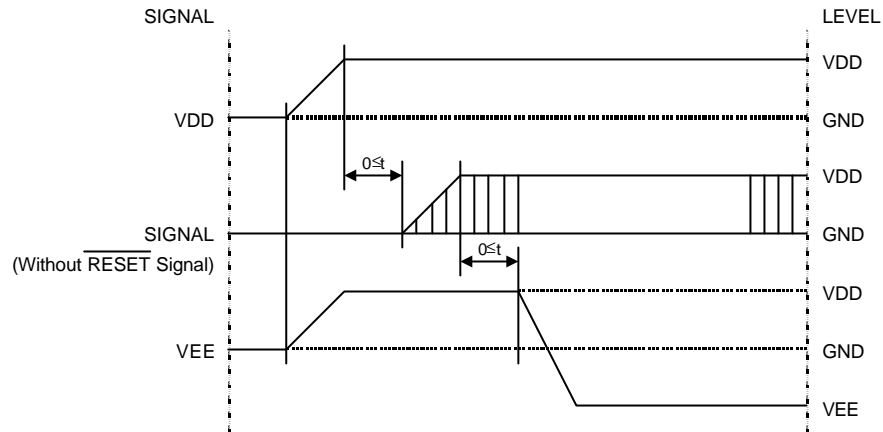 SIGNAL LEVEL
VDD
VDD GND
0≤t
VDD
SIGNAL GND
(Without RESET Signal)
0≤t
VDD
VEE GND
VEE